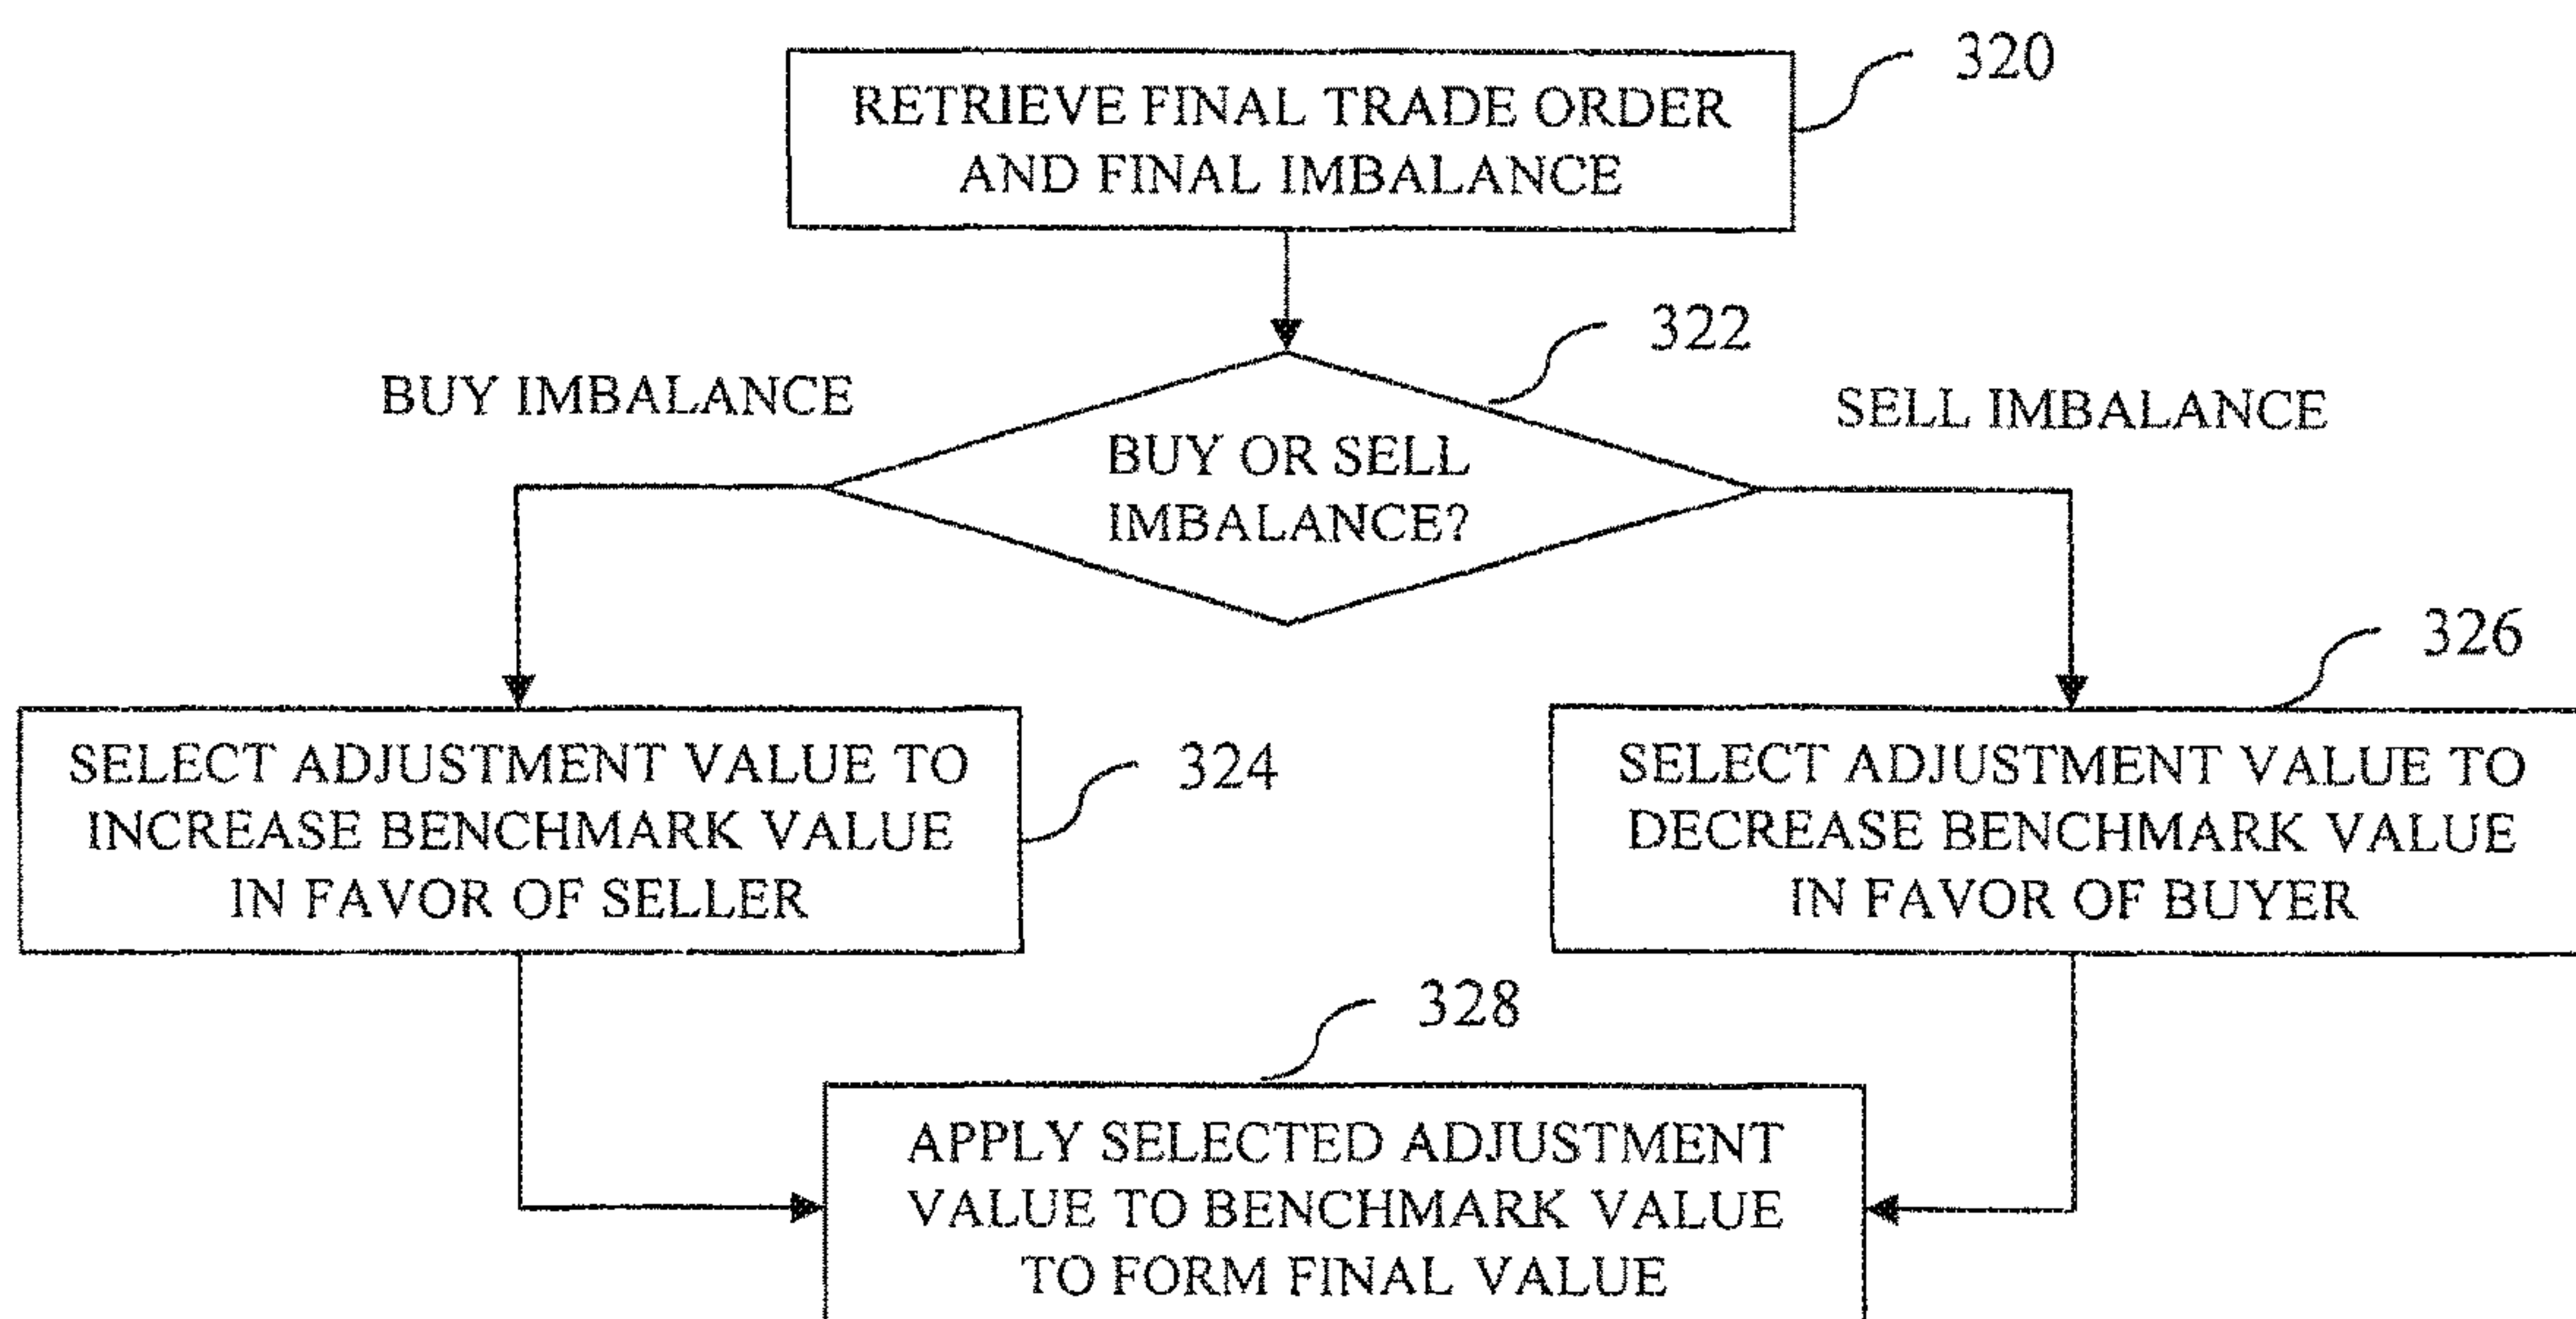 320
RETRIEVE FINAL TRADE ORDER
AND FINAL IMBALANCE
322
BUY IMBALANCE
SELL IMBALANCE
BUY OR SELL
IMBALANCE?
326
SELECT ADJUSTMENT VALUE TO
INCREASE BENCHMARK VALUE
IN FAVOR OF SELLER
324
SELECT ADJUSTMENT VALUE TO
DECREASE BENCHMARK VALUE
IN FAVOR OF BUYER
328
APPLY SELECTED ADJUSTMENT
VALUE TO BENCHMARK VALUE
TO FORM FINAL VALUE